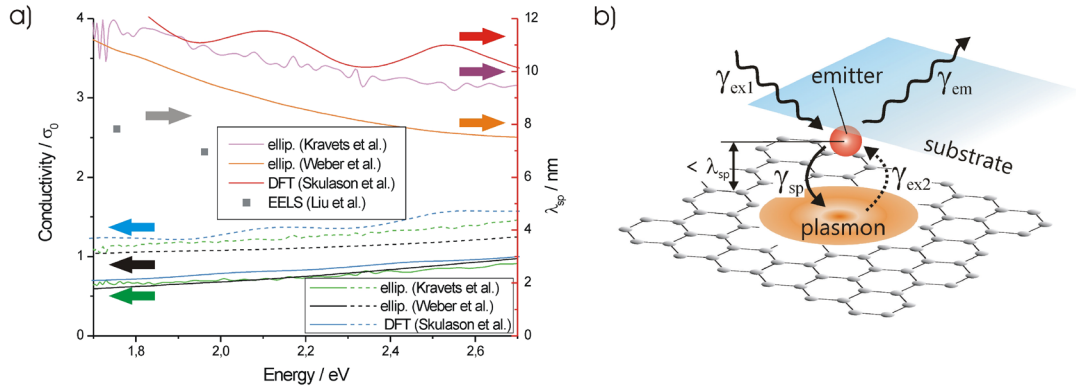 a)
Conductivity / σ₀
4
3
2
1
0
12
10
8
6
4
2
0
λsp / nm
1,8
2,0
2,2
2,4
2,6
Energy / eV
ellip. (Kravets et al.)
ellip. (Weber et al.)
DFT (Skulason et al.)
EELS (Liu et al.)
ellip. (Kravets et al.)
ellip. (Weber et al.)
DFT (Skulason et al.)
b)
γex1
emitter
γem
substrate
< λsp
γsp
γex2
plasmon